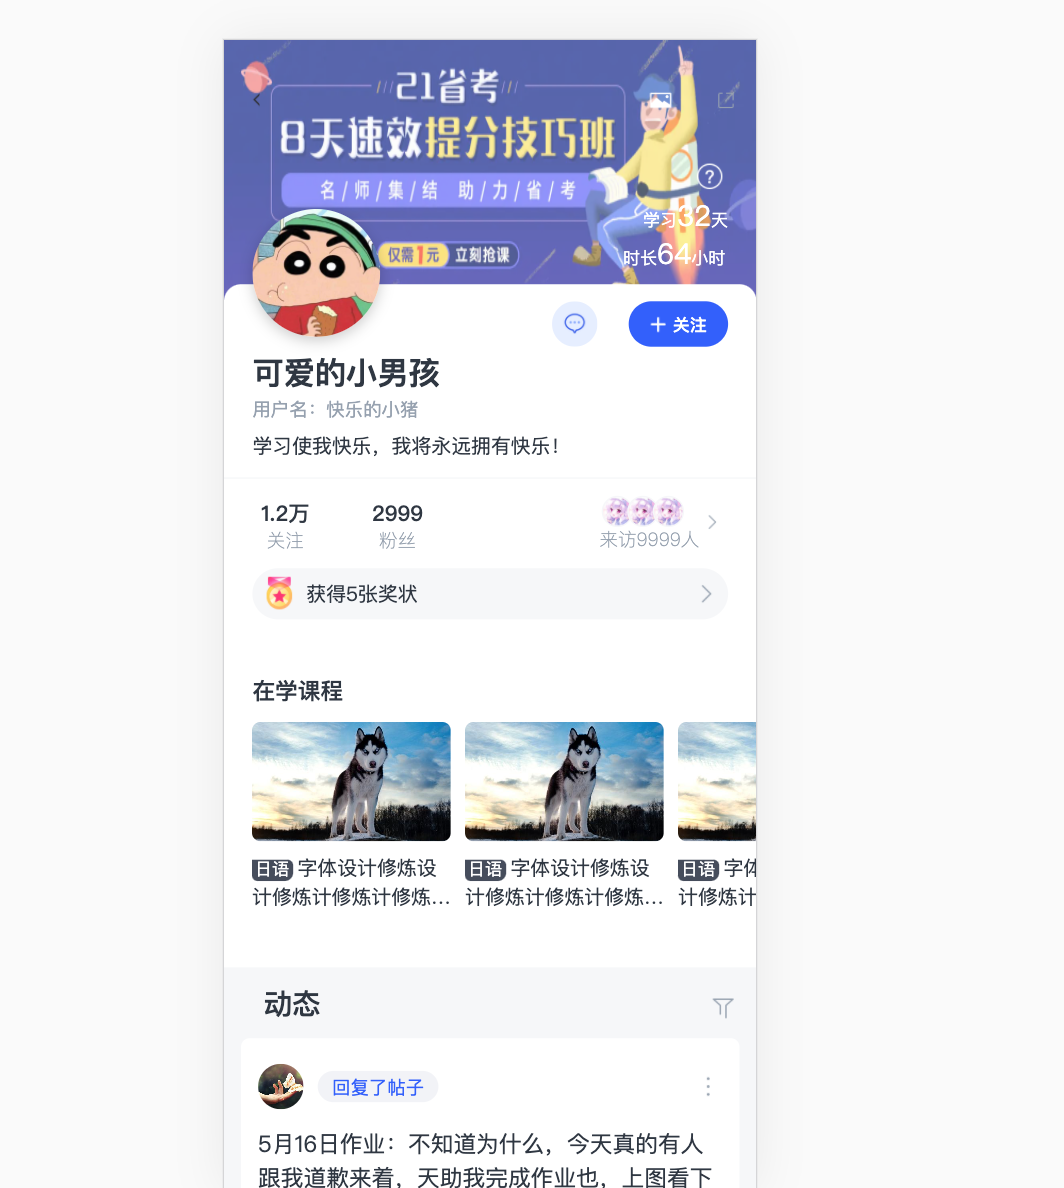 21省考
8天速效提分技巧班
名/师/集/结 助/力/省/考
学习32天
仅需1元 立刻抢课
时长64小时
+ 关注
可爱的小男孩
用户名：快乐的小猪
学习使我快乐，我将永远拥有快乐！
1.2万 2999
关注 粉丝 来访9999人
获得5张奖状
在学课程
日语 字体设计修炼设
计修炼计修炼计修炼...
日语 字体设计修炼设
计修炼计修炼计修炼...
日语 字体
计修炼计
动态
回复了帖子
5月16日作业：不知道为什么，今天真的有人
跟我道歉来着，天助我完成作业也，上图看下